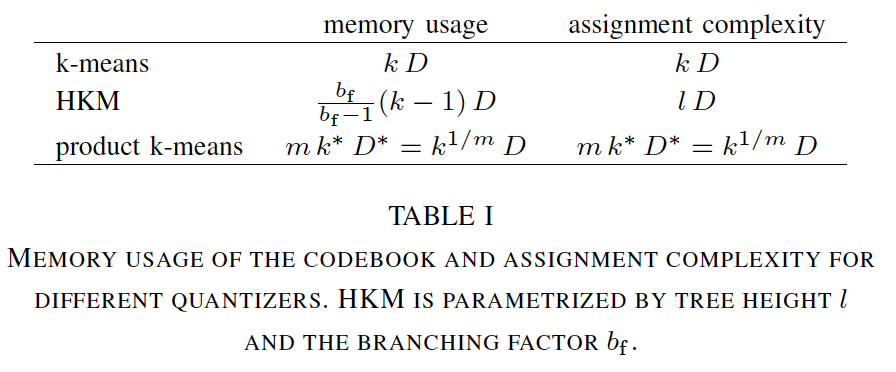 memory usage assignment complexity
k-means k D k D
HKM b_f/(b_f−1) (k − 1) D l D
product k-means m k* D* = k^{1/m} D m k* D* = k^{1/m} D
TABLE I
MEMORY USAGE OF THE CODEBOOK AND ASSIGNMENT COMPLEXITY FOR
DIFFERENT QUANTIZERS. HKM IS PARAMETRIZED BY TREE HEIGHT l
AND THE BRANCHING FACTOR b_f.